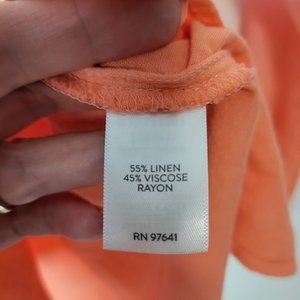 55% LINEN
45% VISCOSE
RAYON
RN 97641